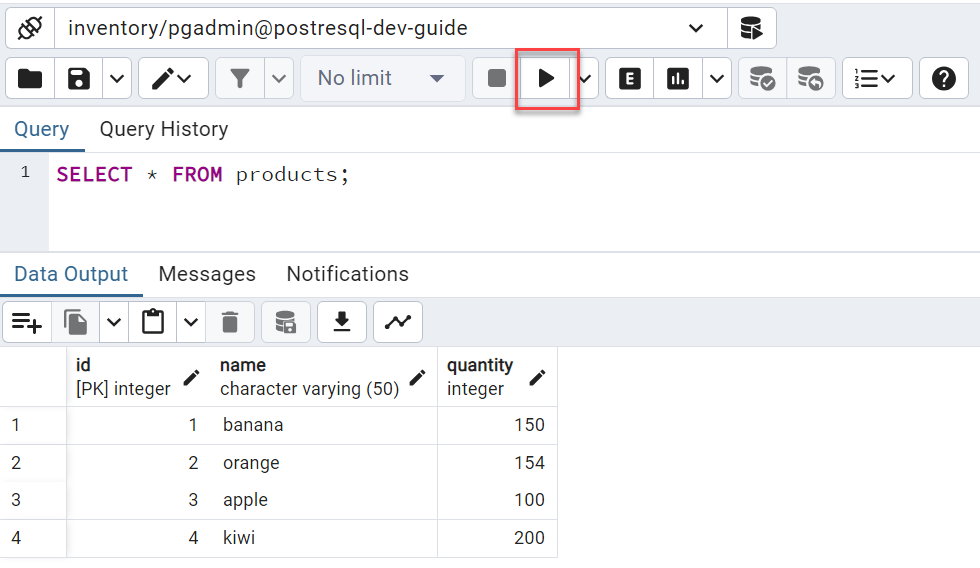 inventory/pgadmin@postresql-dev-guide
No limit
E
?
Query Query History
1 SELECT * FROM products;
Data Output Messages Notifications
id name quantity
[PK] integer character varying (50) integer
1 1 banana 150
2 2 orange 154
3 3 apple 100
4 4 kiwi 200